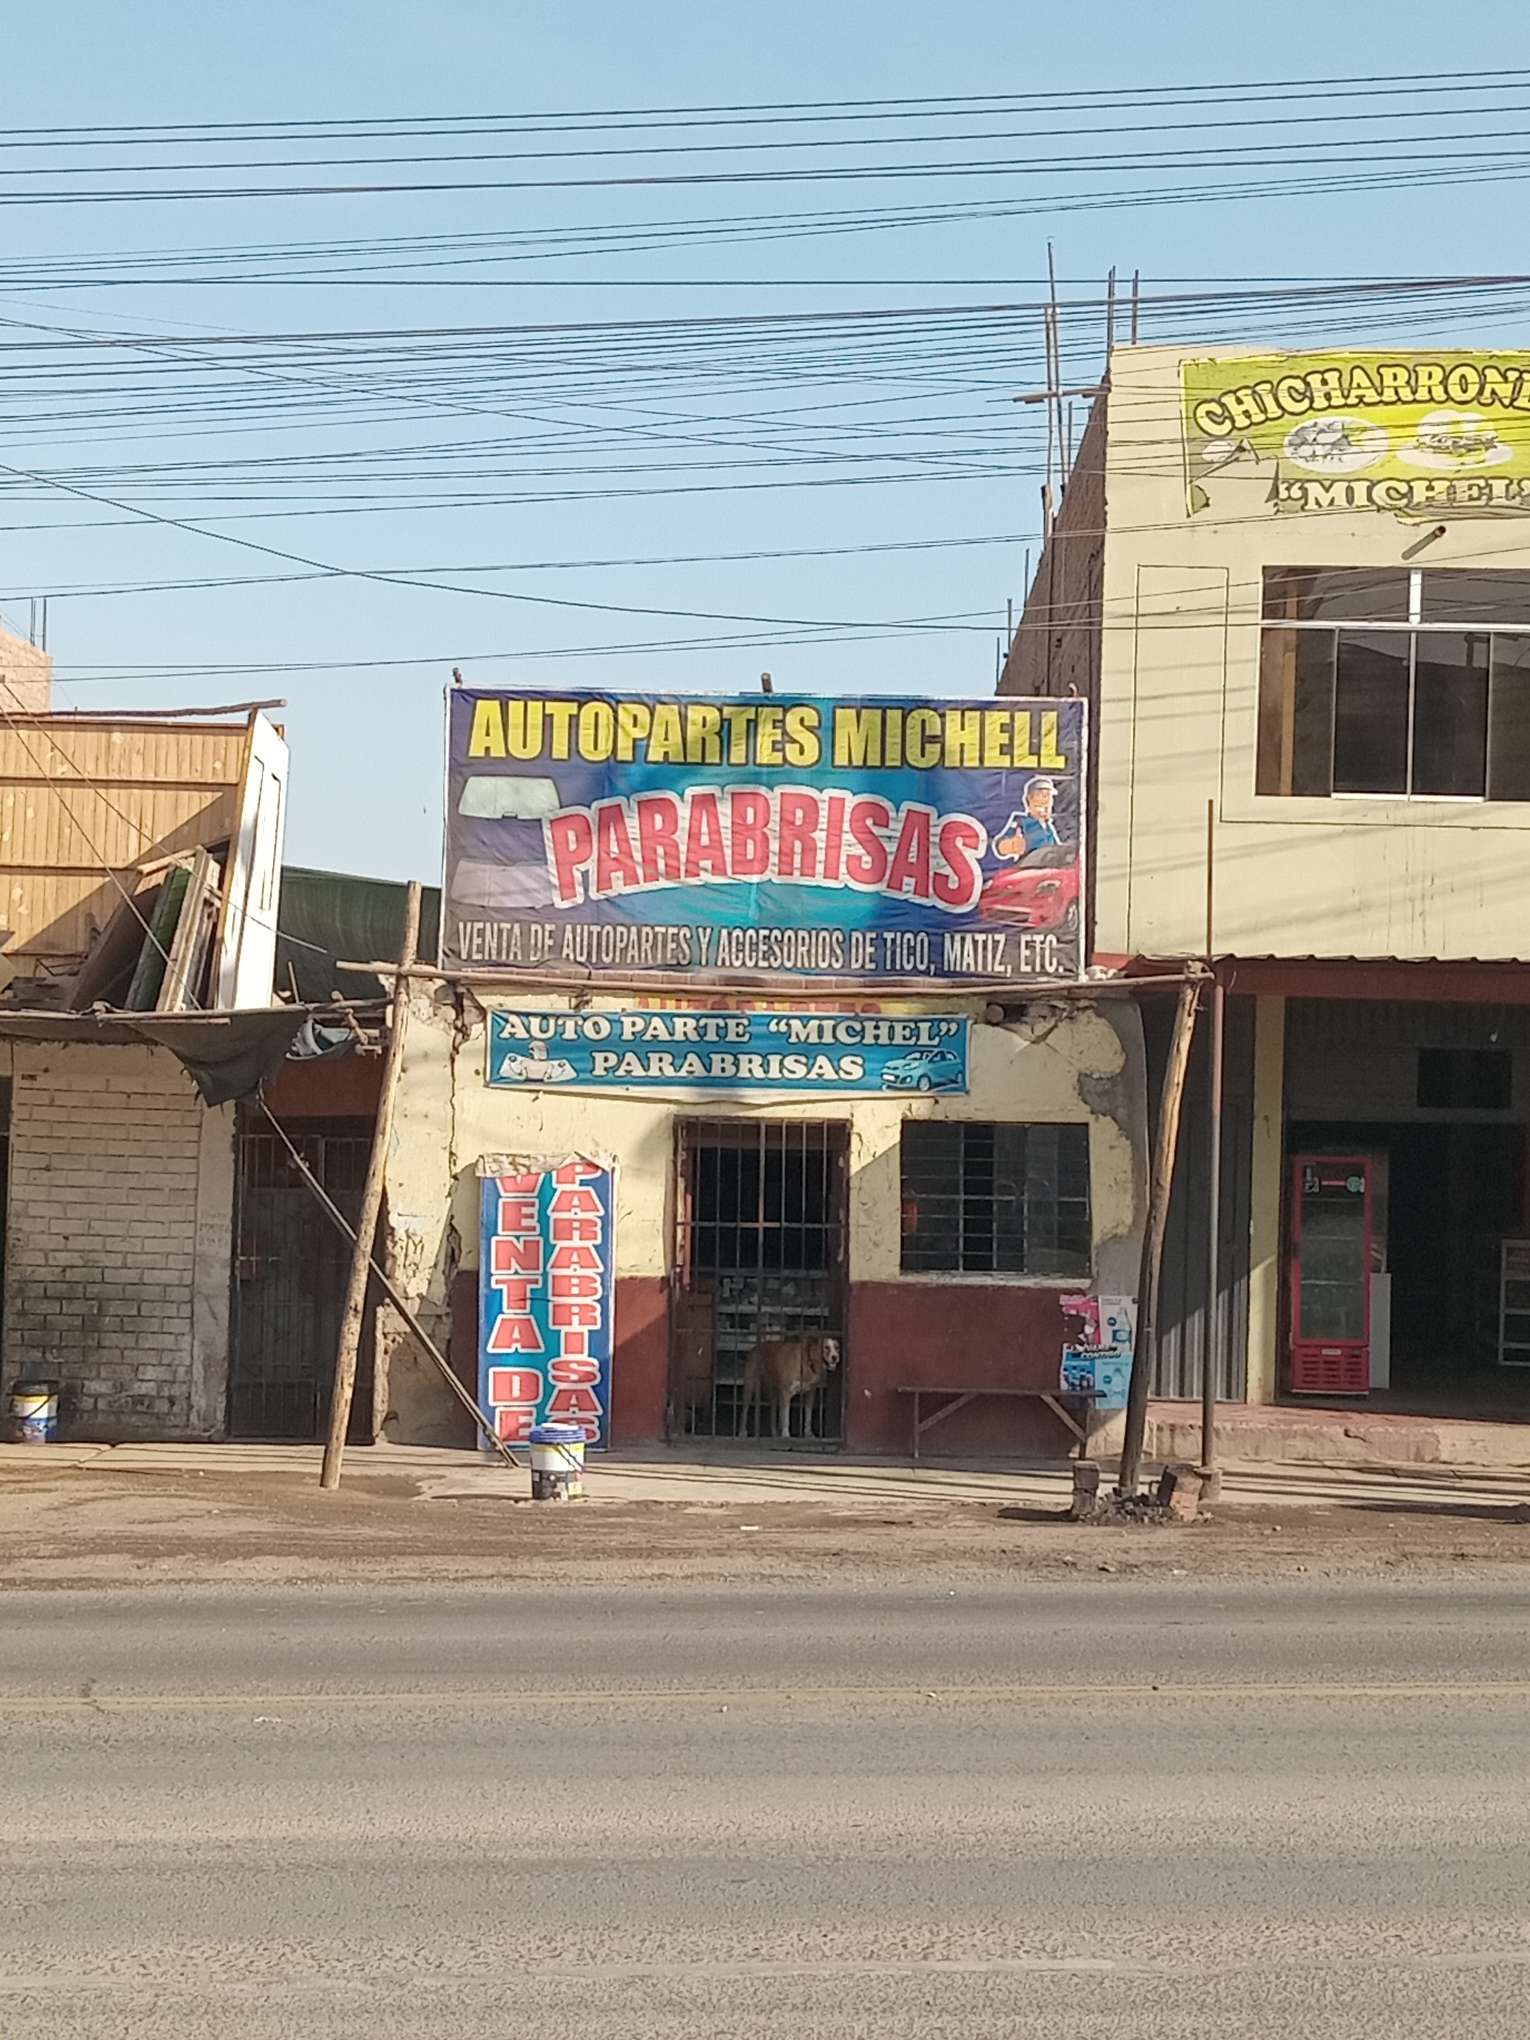 CHICHARRON
"MICHEL"
AUTOPARTES MICHELL
PARABRISAS
VENTA DE AUTOPARTES Y ACCESORIOS DE TICO, MATIZ, ETC.
AUTO PARTE "MICHEL"
PARABRISAS
VENTA DE
PARABRISAS